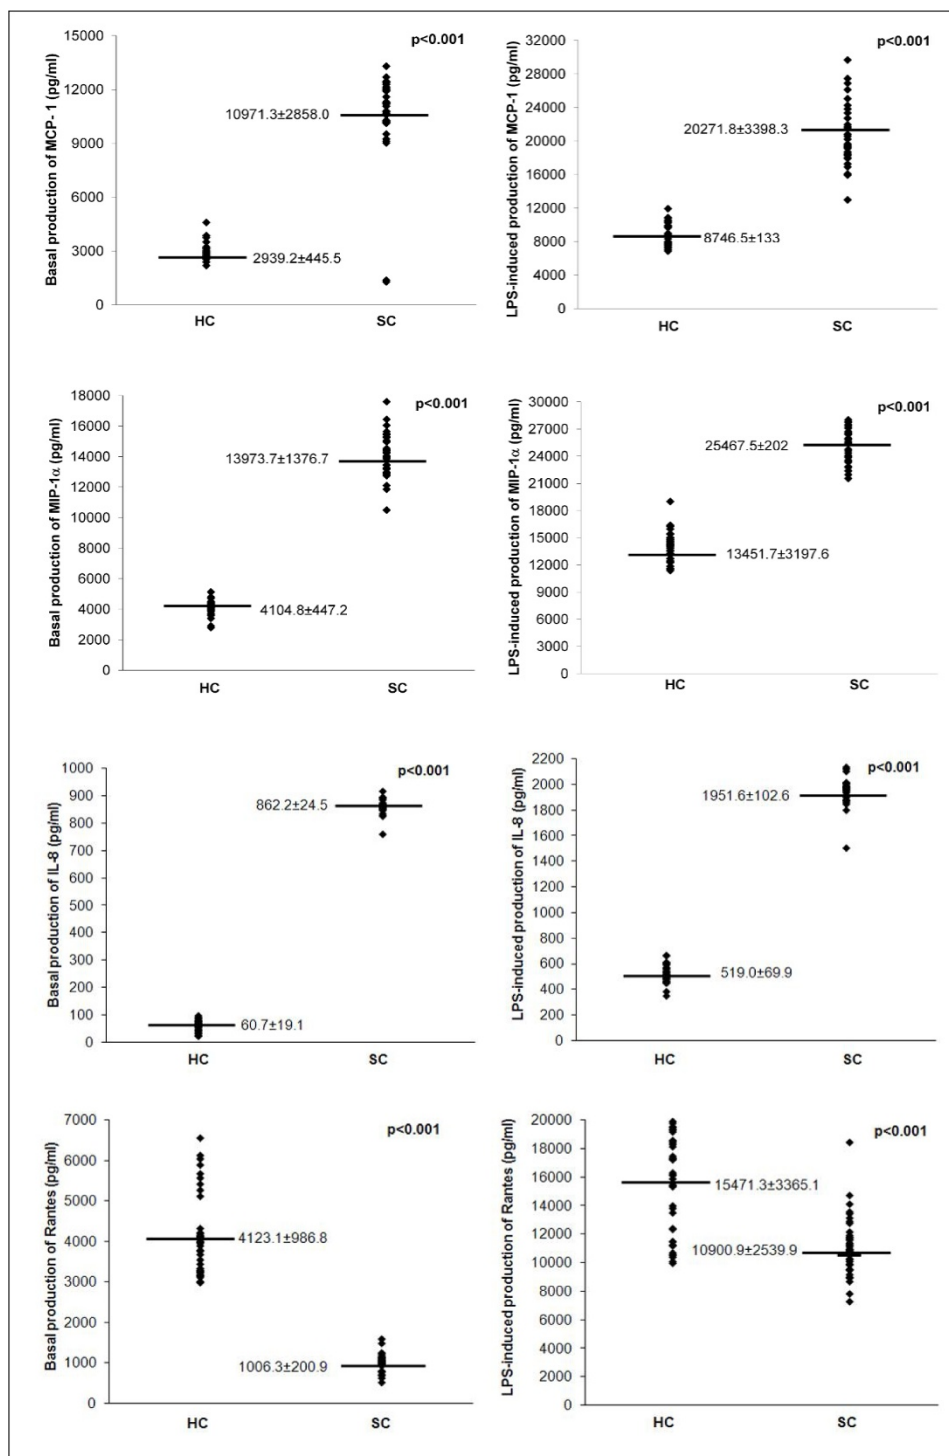 Basal production of MCP- 1 (pg/ml)
15000
12000
9000
6000
3000
0
p<0.001
10971.3±2858.0
2939.2±445.5
HC
SC
LPS-induced production of MCP-1 (pg/ml)
32000
28000
24000
20000
16000
12000
8000
4000
0
p<0.001
20271.8±3398.3
8746.5±133
HC
SC
Basal production of MIP-1α (pg/ml)
18000
16000
14000
12000
10000
8000
6000
4000
2000
0
p<0.001
13973.7±1376.7
4104.8±447.2
HC
SC
LPS-induced production of MIP-1α (pg/ml)
30000
27000
24000
21000
18000
15000
12000
9000
6000
3000
0
p<0.001
25467.5±202
13451.7±3197.6
HC
SC
Basal production of IL-8 (pg/ml)
1000
900
800
700
600
500
400
300
200
100
0
p<0.001
862.2±24.5
60.7±19.1
HC
SC
LPS-induced production of IL-8 (pg/ml)
2200
2000
1800
1600
1400
1200
1000
800
600
400
200
0
p<0.001
1951.6±102.6
519.0±69.9
HC
SC
Basal production of Rantes (pg/ml)
7000
6000
5000
4000
3000
2000
1000
0
p<0.001
4123.1±986.8
1006.3±200.9
HC
SC
LPS-induced production of Rantes (pg/ml)
20000
18000
16000
14000
12000
10000
8000
6000
4000
2000
0
p<0.001
15471.3±3365.1
10900.9±2539.9
HC
SC